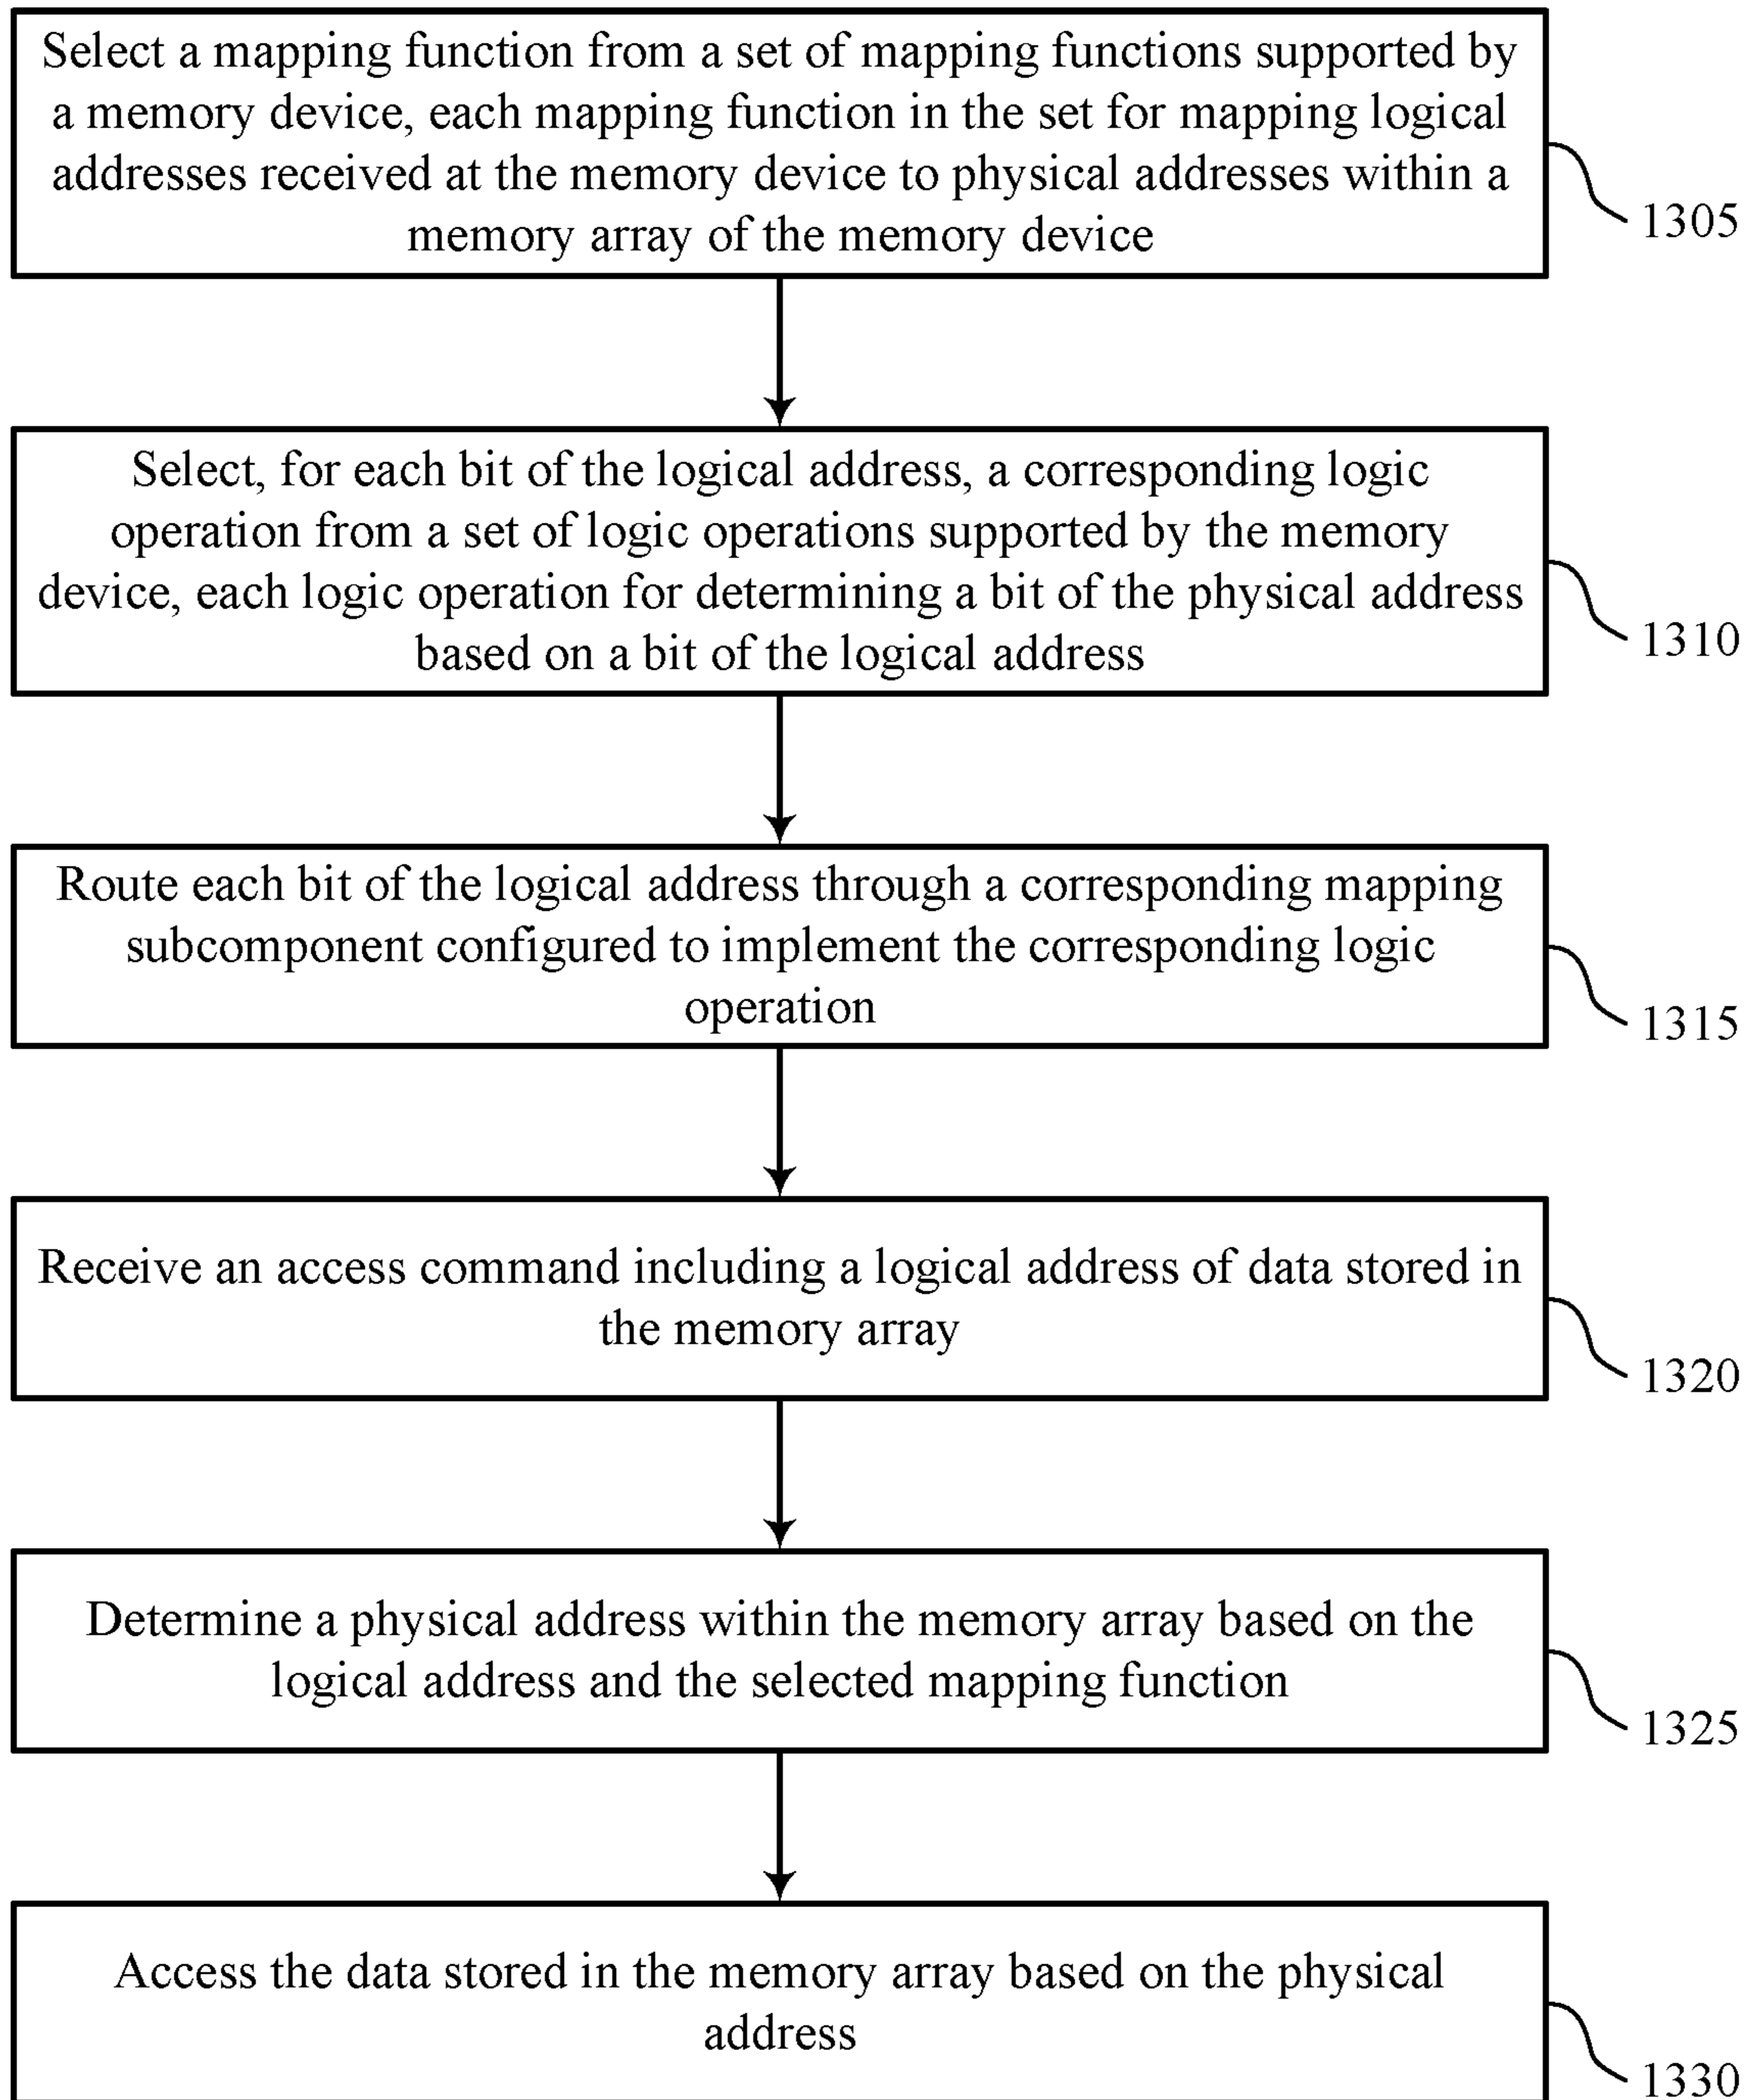 Select a mapping function from a set of mapping functions supported by
a memory device, each mapping function in the set for mapping logical
addresses received at the memory device to physical addresses within a
memory array of the memory device
1305
Select, for each bit of the logical address, a corresponding logic
operation from a set of logic operations supported by the memory
device, each logic operation for determining a bit of the physical address
based on a bit of the logical address
1310
Route each bit of the logical address through a corresponding mapping
subcomponent configured to implement the corresponding logic
operation
1315
Receive an access command including a logical address of data stored in
the memory array
1320
Determine a physical address within the memory array based on the
logical address and the selected mapping function
1325
Access the data stored in the memory array based on the physical
address
1330